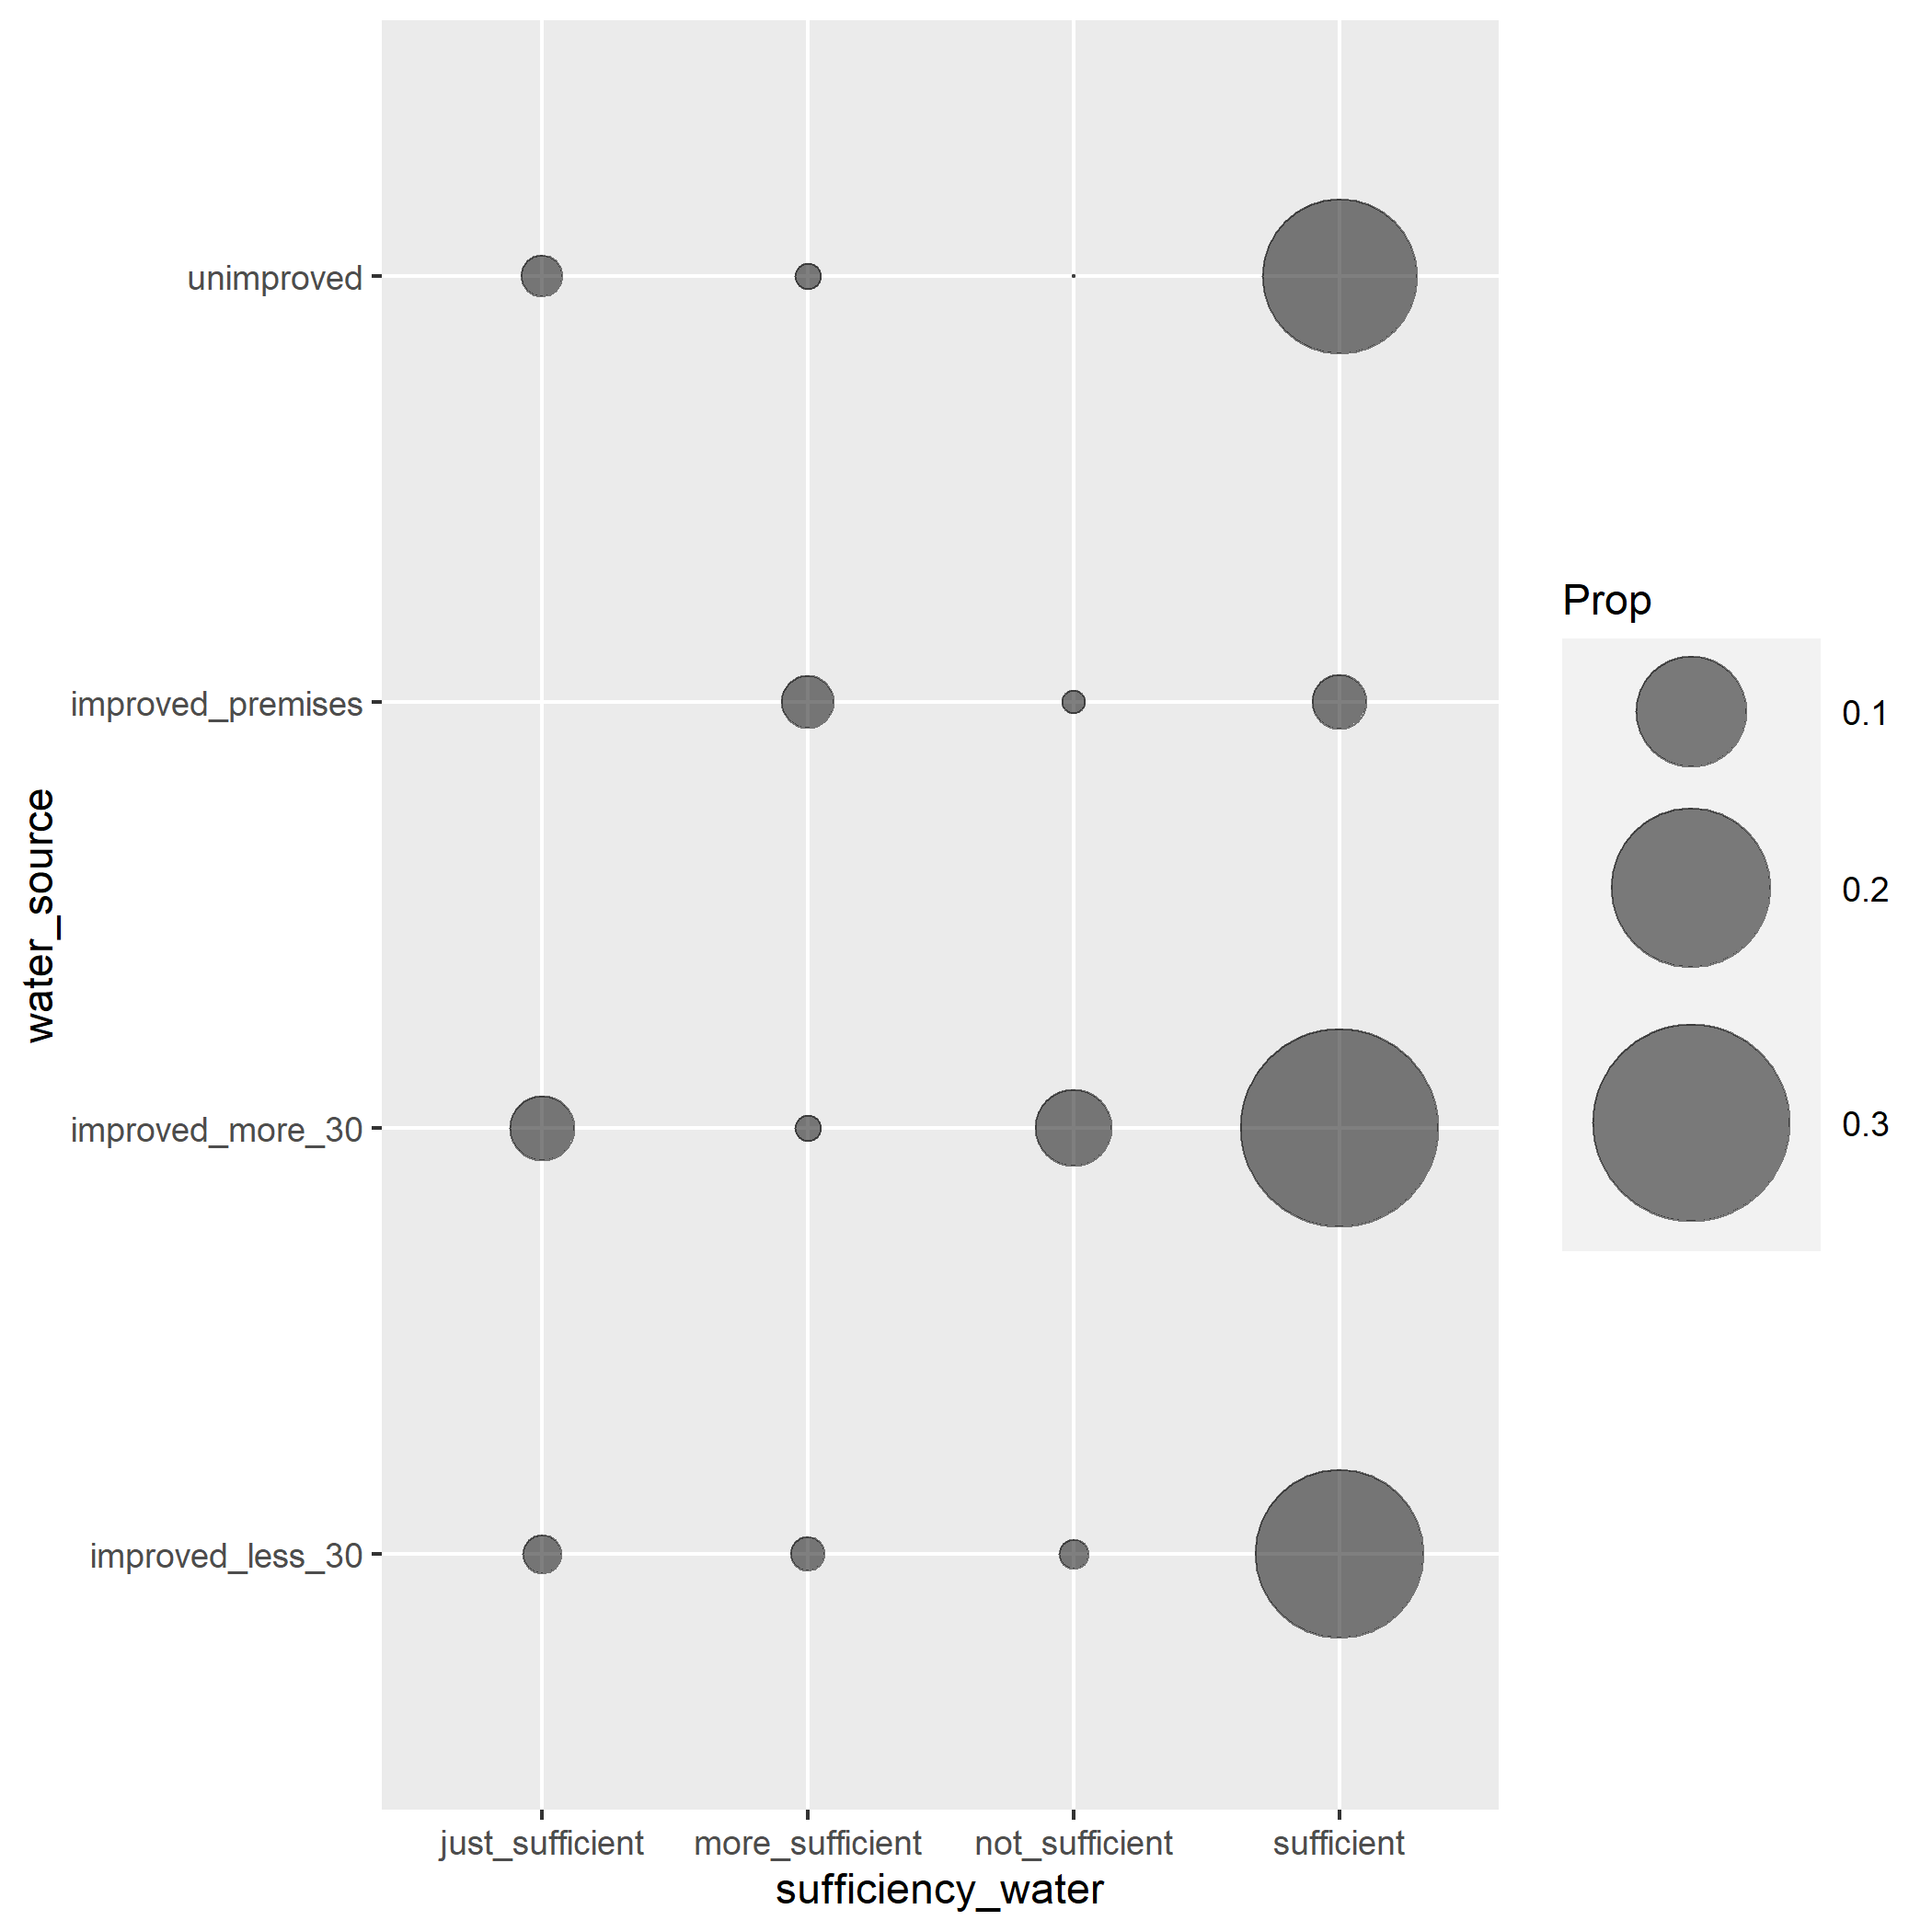 unimproved
improved_premises
improved_more_30
improved_less_30
water_source
just_sufficient
more_sufficient
not_sufficient
sufficient
sufficiency_water
Prop
0.1
0.2
0.3